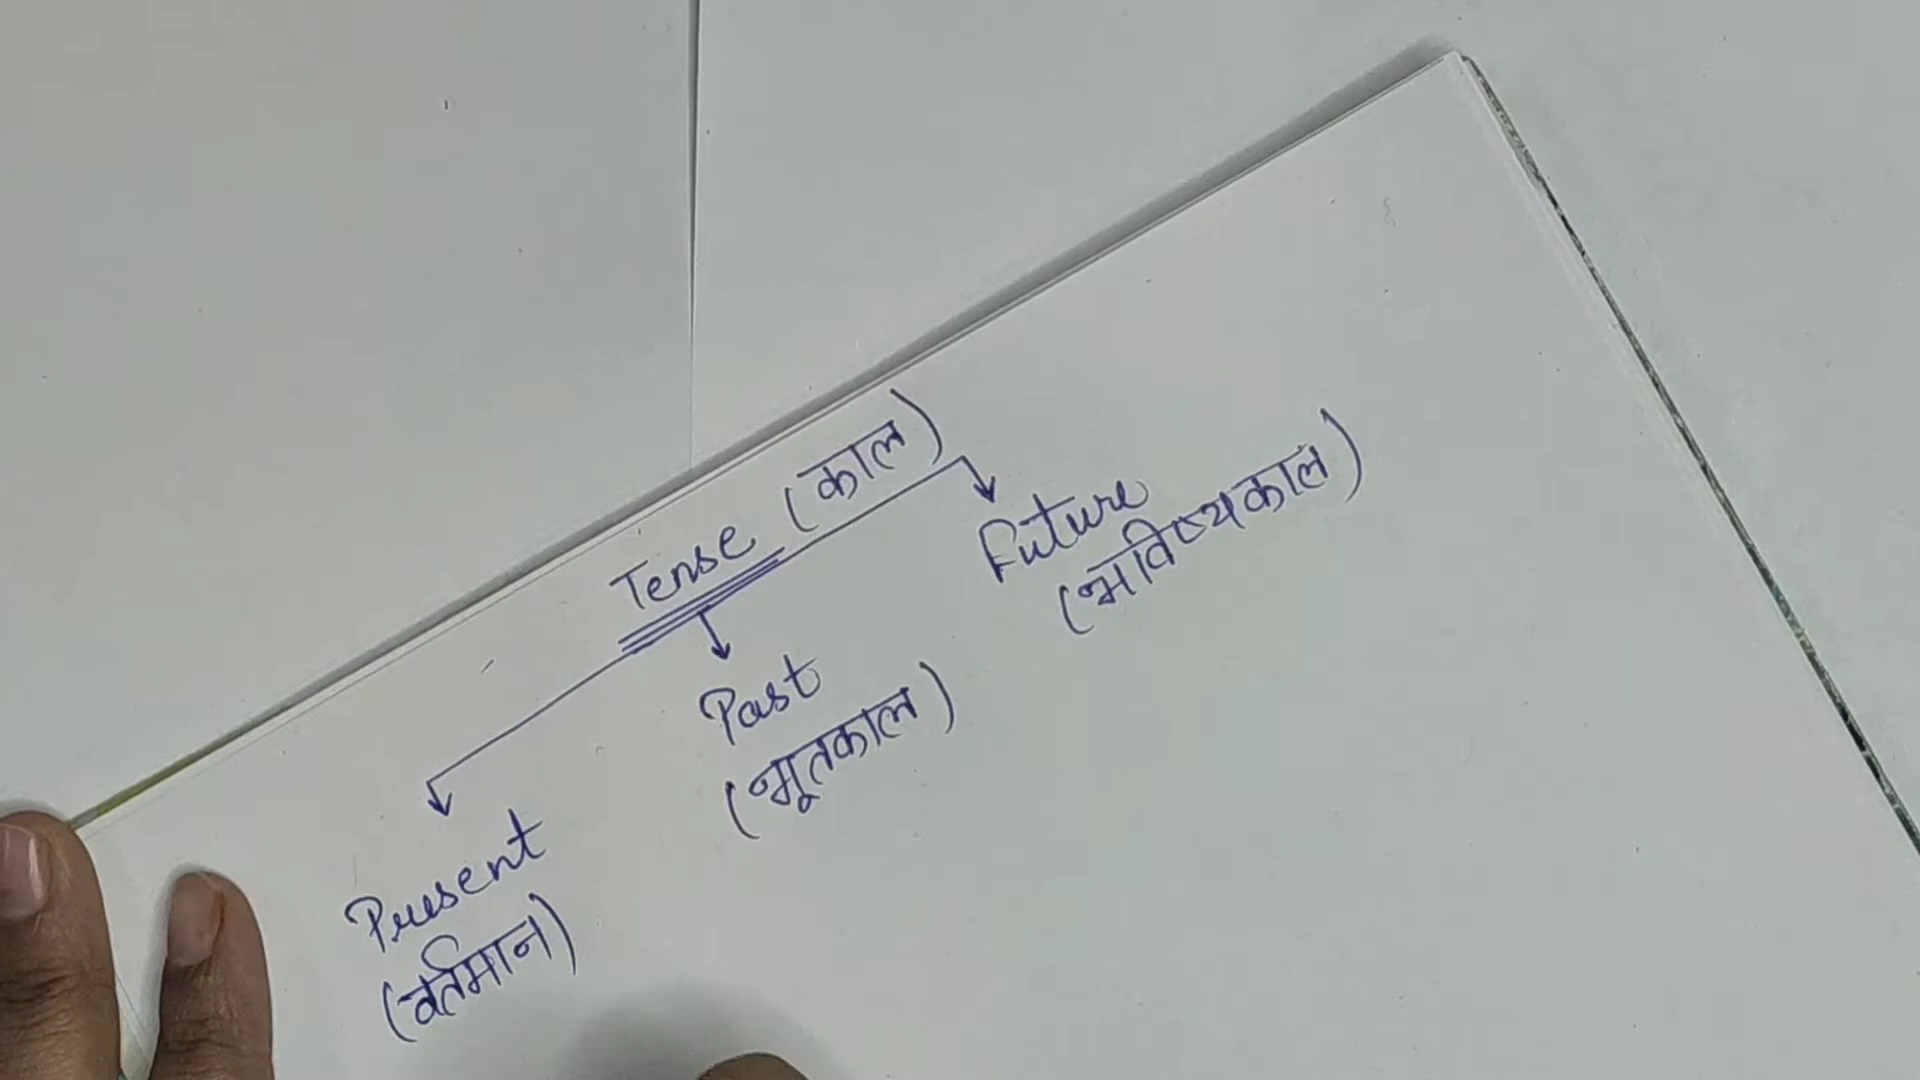 Tense (काल)
Present
(वर्तमान)
Past
(भूतकाल)
Future
(भविष्यकाल)